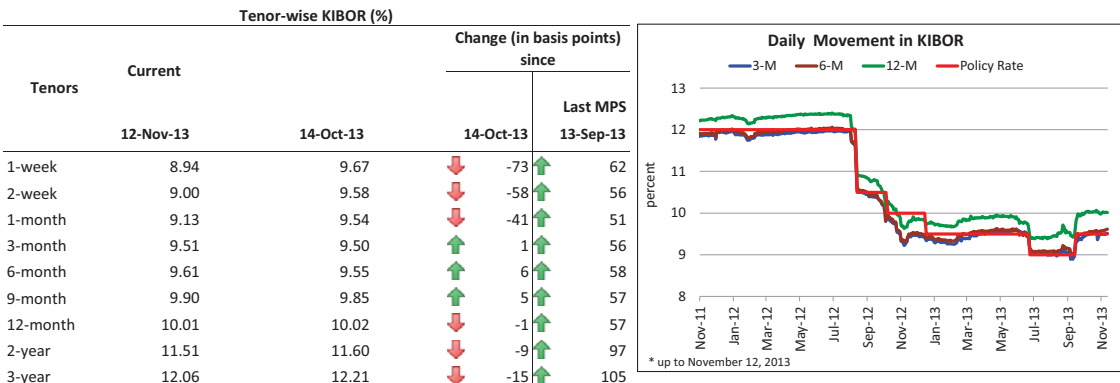 Tenor-wise KIBOR (%)
Tenors
Current
Change (in basis points) since
Last MPS
12-Nov-13 14-Oct-13 14-Oct-13 13-Sep-13
1-week 8.94 9.67 -73 62
2-week 9.00 9.58 -58 56
1-month 9.13 9.54 -41 51
3-month 9.51 9.50 1 56
6-month 9.61 9.55 6 58
9-month 9.90 9.85 5 57
12-month 10.01 10.02 -1 57
2-year 11.51 11.60 -9 97
3-year 12.06 12.21 -15 105
Daily Movement in KIBOR
3-M 6-M 12-M Policy Rate
percent
13
12
11
10
9
8
Nov-11 Jan-12 Mar-12 May-12 Jul-12 Sep-12 Nov-12 Jan-13 Mar-13 May-13 Jul-13 Sep-13 Nov-13
* up to November 12, 2013